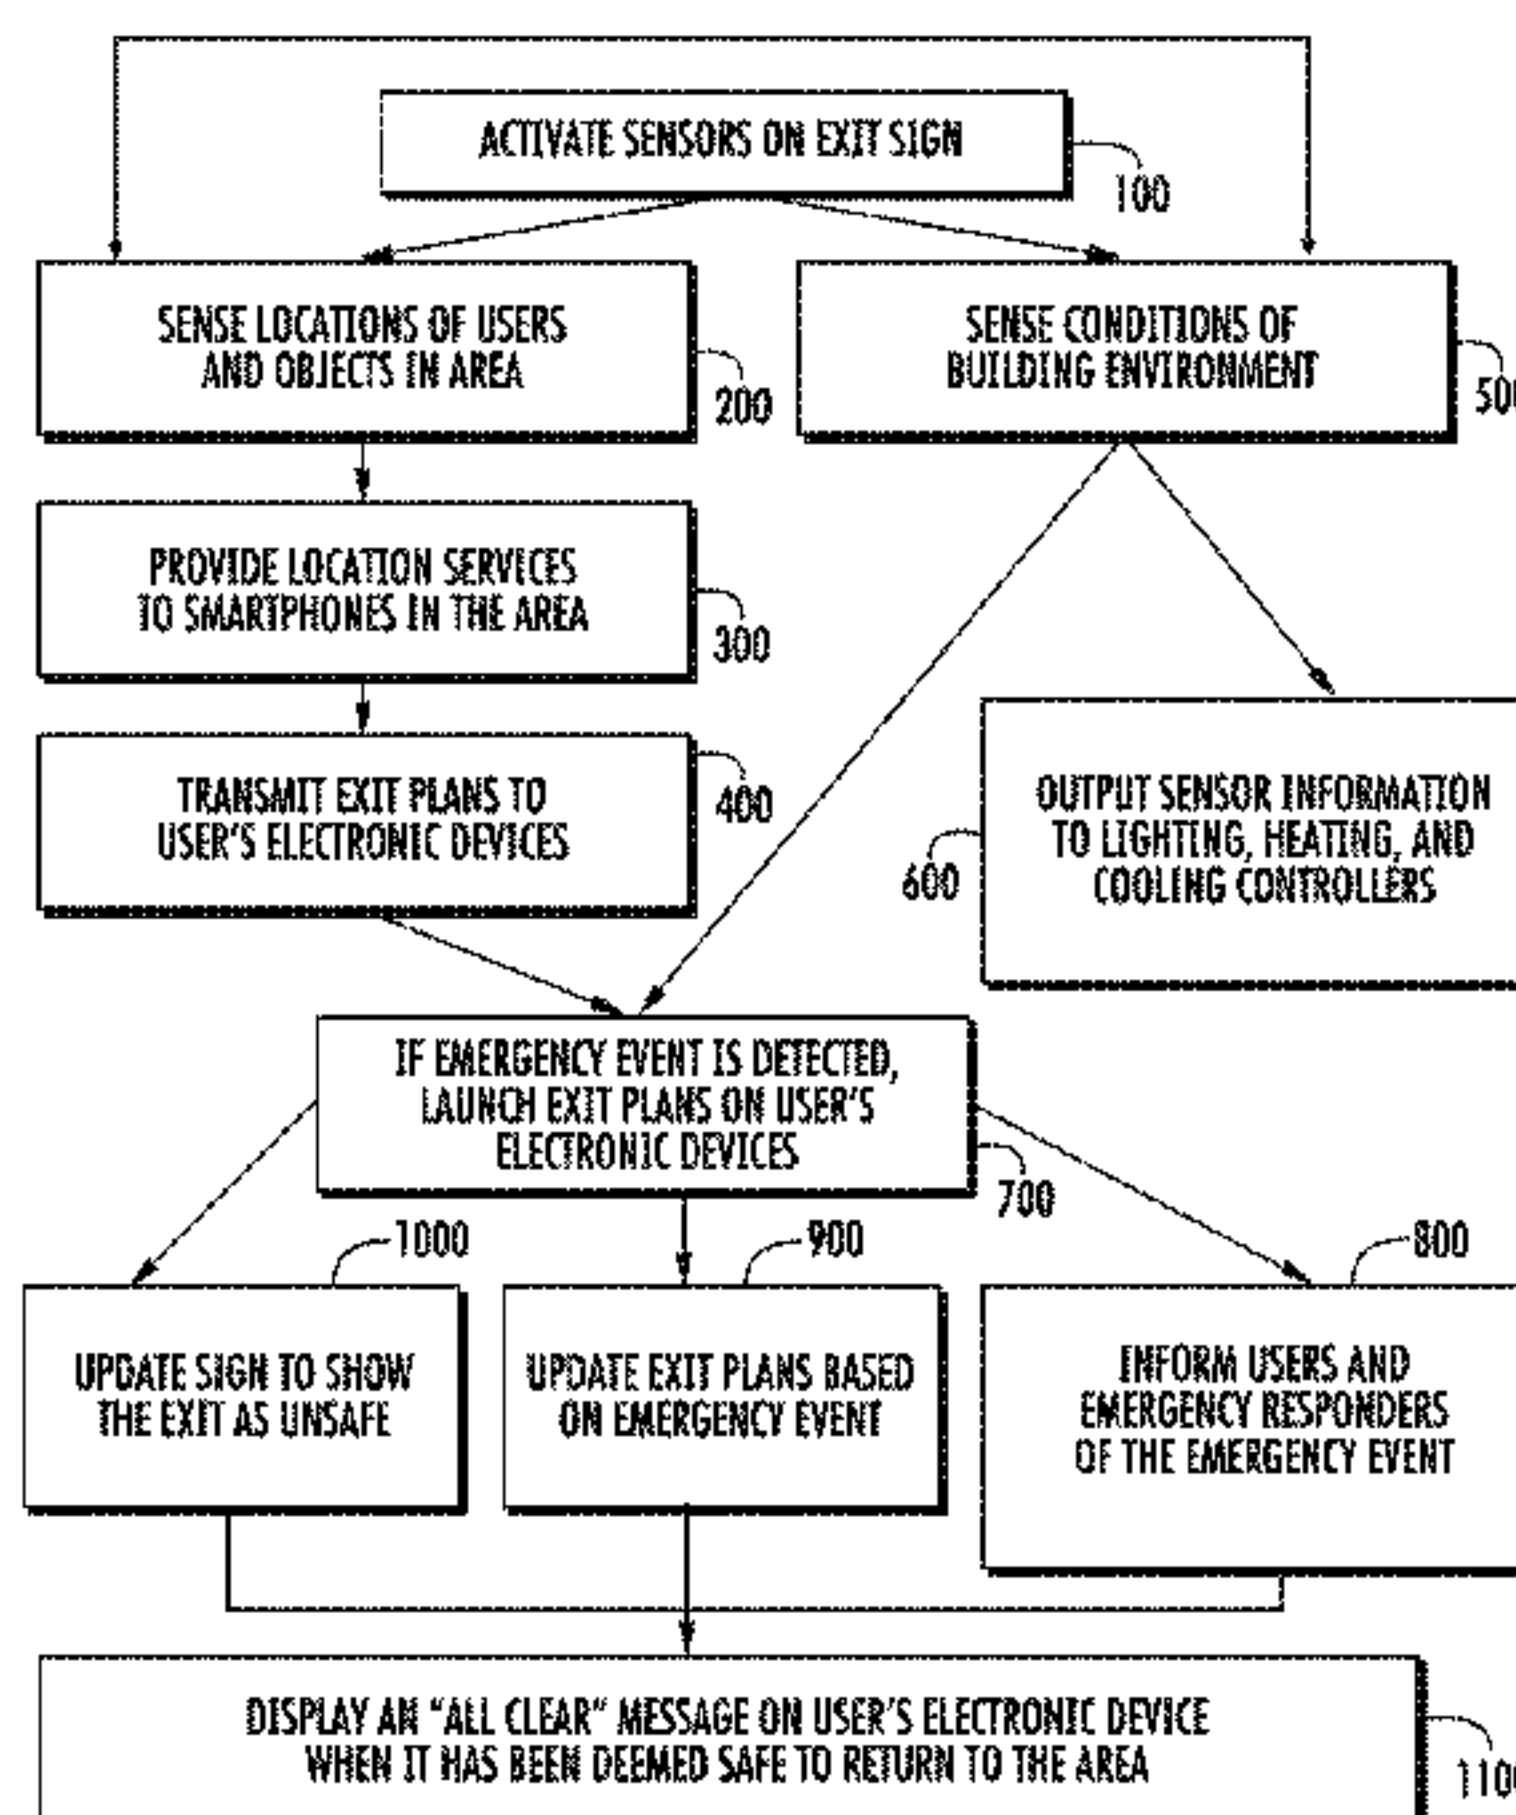 ACTIVATE SENSORS ON EXIT SIGN
100
SENSE LOCATIONS OF USERS
AND OBJECTS IN AREA
200
SENSE CONDITIONS OF
BUILDING ENVIRONMENT
PROVIDE LOCATION SERVICES
TO SMARTPHONES IN THE AREA
300
TRANSMIT EXIT PLANS TO
USER'S ELECTRONIC DEVICES
400
OUTPUT SENSOR INFORMATION
TO LIGHTING, HEATING, AND
COOLING CONTROLLERS
600
IF EMERGENCY EVENT IS DETECTED,
LAUNCH EXIT PLANS ON USER'S
ELECTRONIC DEVICES
700
1000
UPDATE SIGN TO SHOW
THE EXIT AS UNSAFE
900
UPDATE EXIT PLANS BASED
ON EMERGENCY EVENT
800
INFORM USERS AND
EMERGENCY RESPONDERS
OF THE EMERGENCY EVENT
DISPLAY AN "ALL CLEAR" MESSAGE ON USER'S ELECTRONIC DEVICE
WHEN IT HAS BEEN DEEMED SAFE TO RETURN TO THE AREA